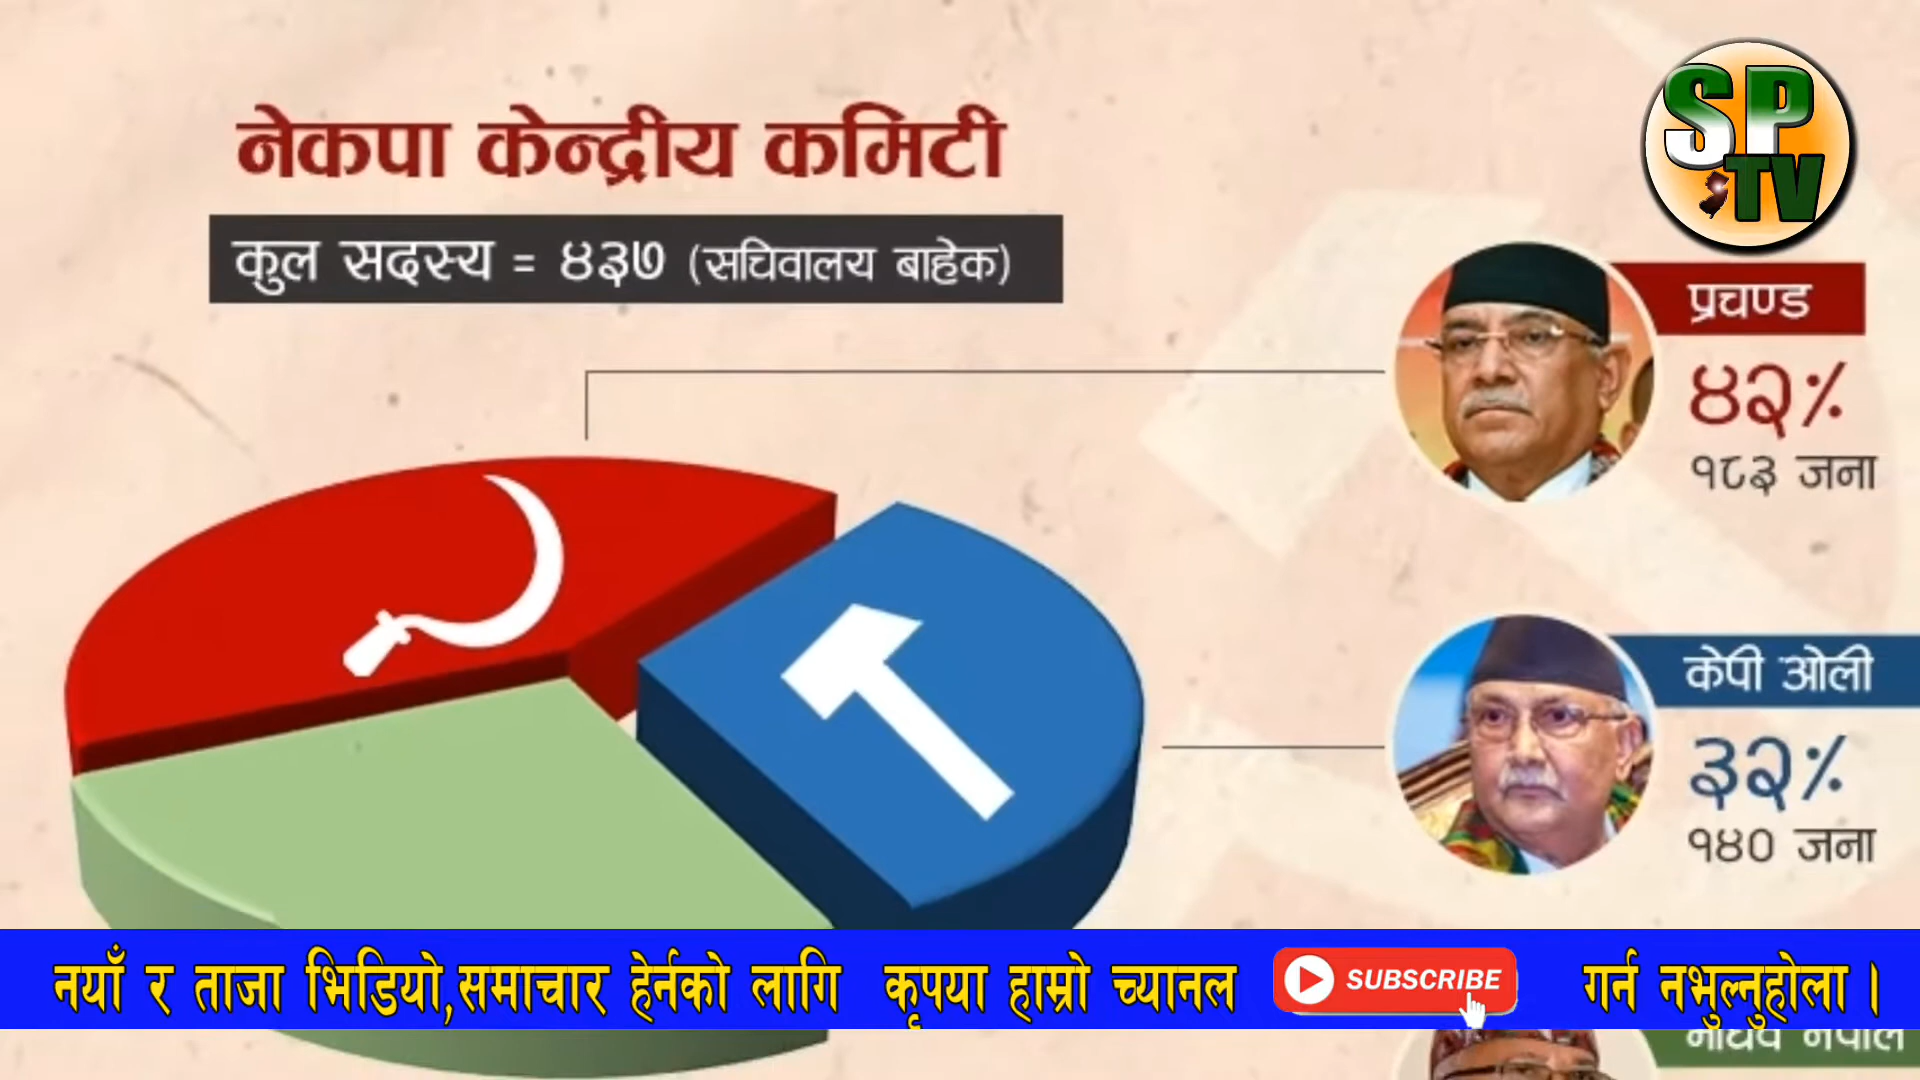 नेकपा केन्द्रीय कमिटी
कुल सदस्य = ४३७ (सचिवालय बाहेक)
SP
TV
प्रचण्ड
४२%
१८३ जना
केपी ओली
३२%
१४० जना
नयाँ र ताजा भिडियो,समाचार हेर्नको लागि कृपया हाम्रो च्यानल SUBSCRIBE गर्न नभुल्नुहोला ।
माधव नेपाल